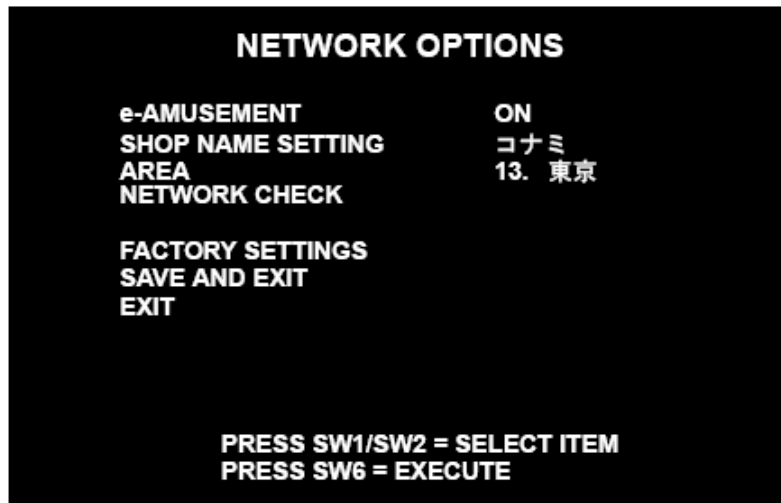 NETWORK OPTIONS
e-AMUSEMENT ON
SHOP NAME SETTING コナミ
AREA 13. 東京
NETWORK CHECK
FACTORY SETTINGS
SAVE AND EXIT
EXIT
PRESS SW1/SW2 = SELECT ITEM
PRESS SW6 = EXECUTE